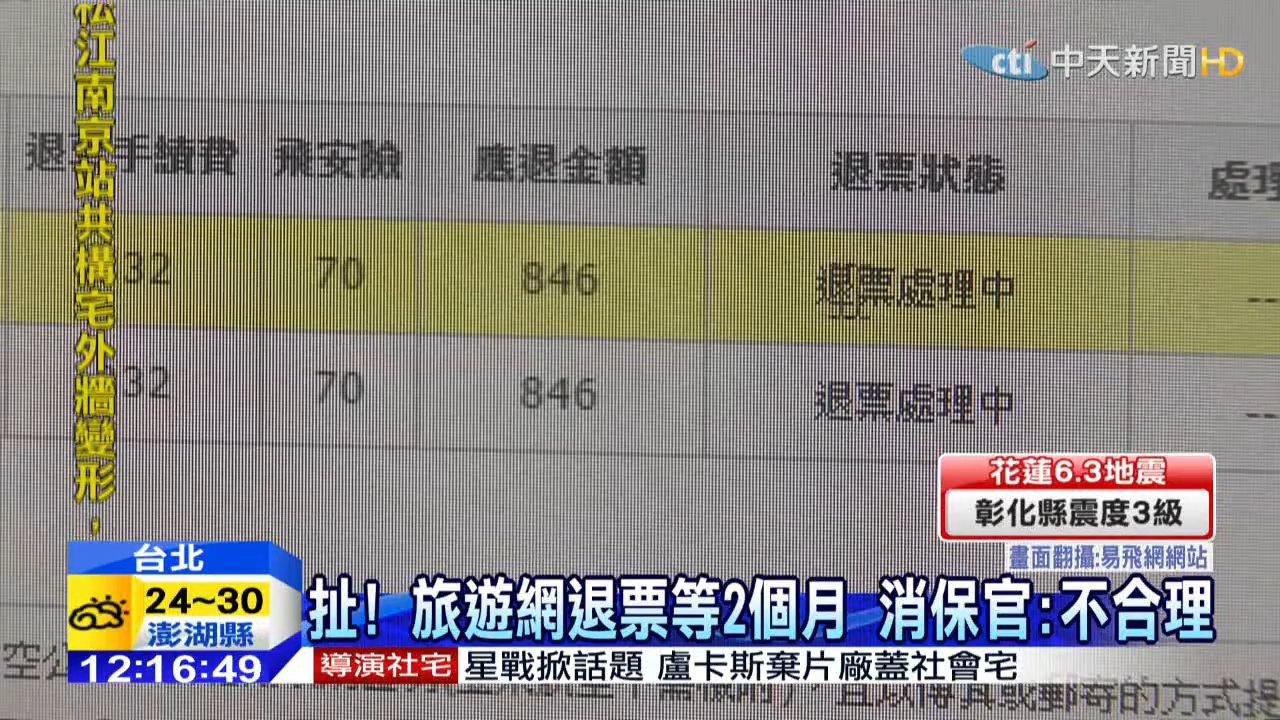 松江南京站共構宅外牆變形，
cti 中天新聞HD
退票手續費 飛安險 應退金額 退票狀態 處理
32 70 846 退票處理中 --
32 70 846 退票處理中 --
花蓮6.3地震
彰化縣震度3級
畫面翻攝:易飛網網站
台北
24~30
澎湖縣
12:16:49
扯! 旅遊網退票等2個月 消保官:不合理
導演社宅 星戰掀話題 盧卡斯棄片廠蓋社會宅